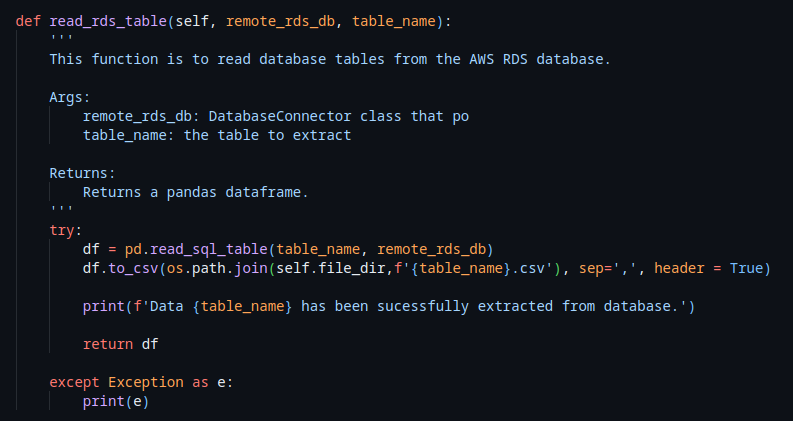 def read_rds_table(self, remote_rds_db, table_name):
    '''
    This function is to read database tables from the AWS RDS database.

    Args:
        remote_rds_db: DatabaseConnector class that po
        table_name: the table to extract

    Returns:
        Returns a pandas dataframe.
    '''
    try:
        df = pd.read_sql_table(table_name, remote_rds_db)
        df.to_csv(os.path.join(self.file_dir,f'{table_name}.csv'), sep=',', header = True)

        print(f'Data {table_name} has been sucessfully extracted from database.')

        return df

    except Exception as e:
        print(e)